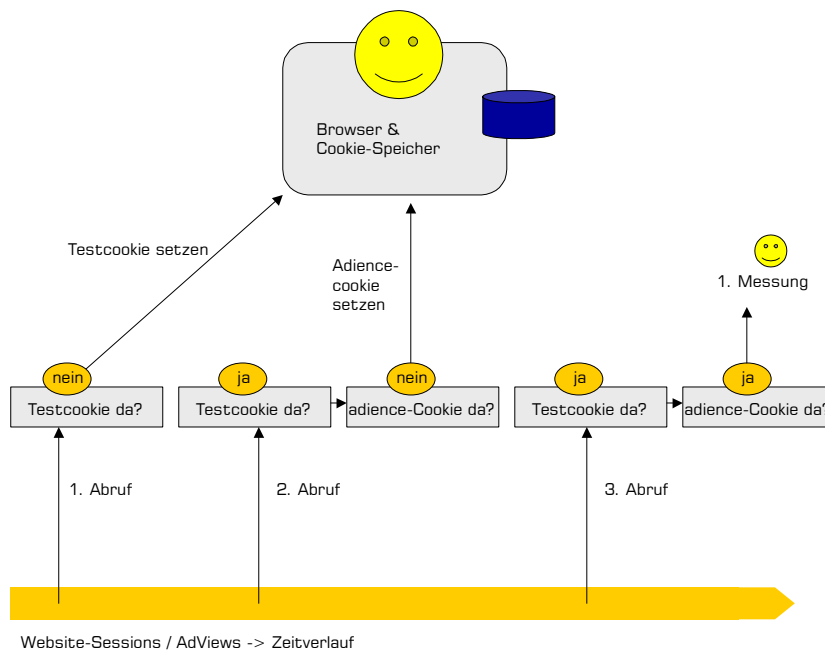 Browser &
Cookie-Speicher
Testcookie setzen
Adience-
cookie
setzen
1. Messung
nein
ja
nein
ja
ja
Testcookie da?
Testcookie da?
adience-Cookie da?
Testcookie da?
adience-Cookie da?
1. Abruf
2. Abruf
3. Abruf
Website-Sessions / AdViews -> Zeitverlauf